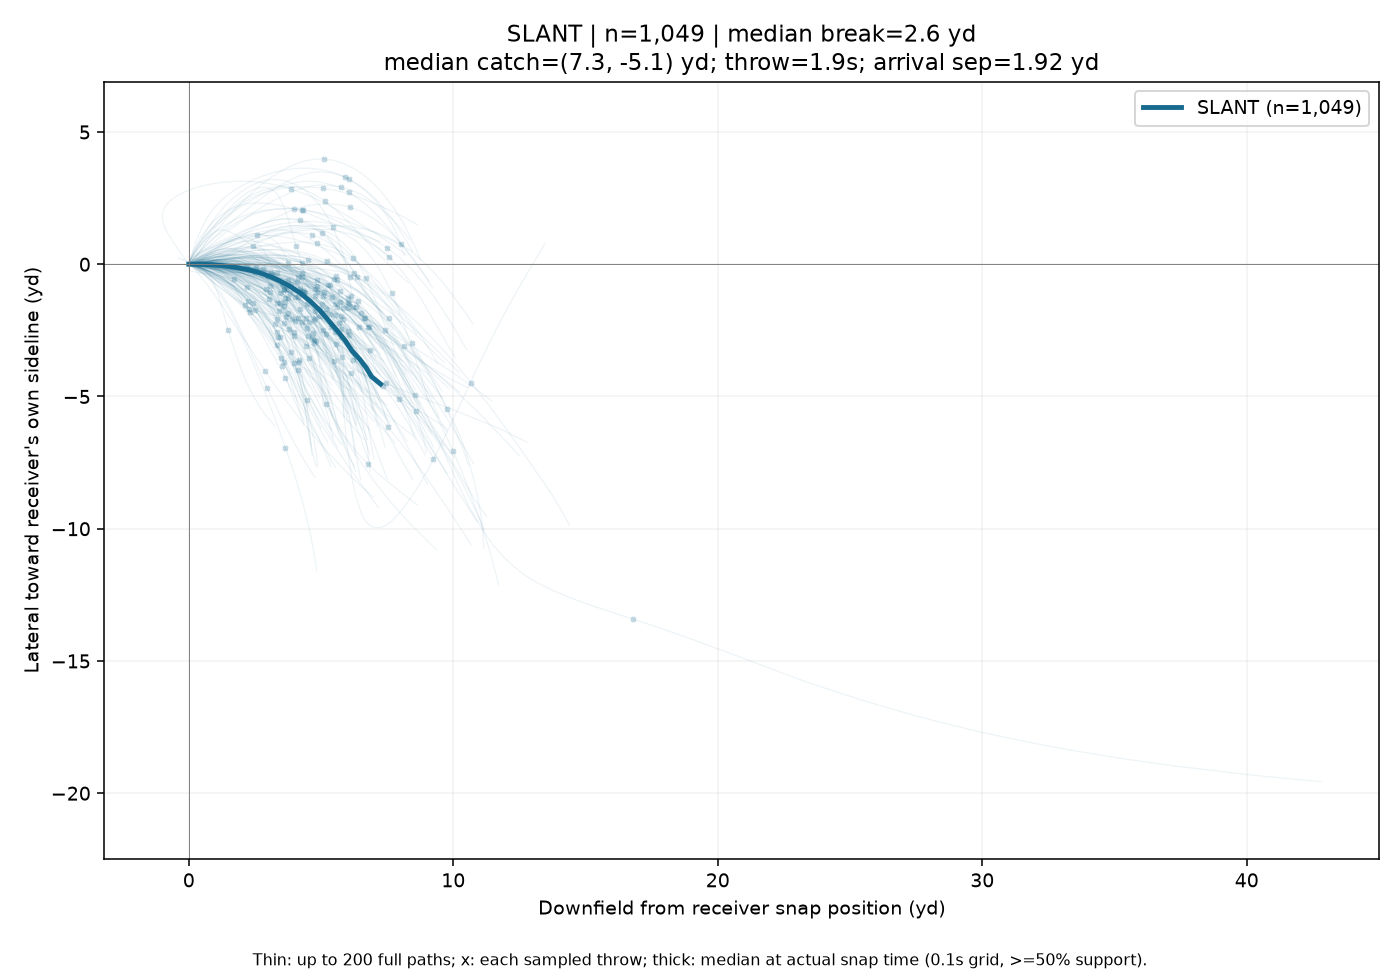 SLANT | n=1,049 | median break=2.6 yd
median catch=(7.3, -5.1) yd; throw=1.9s; arrival sep=1.92 yd
SLANT (n=1,049)
Lateral toward receiver's own sideline (yd)
5
0
−5
−10
−15
−20
0
10
20
30
40
Downfield from receiver snap position (yd)
Thin: up to 200 full paths; x: each sampled throw; thick: median at actual snap time (0.1s grid, >=50% support).